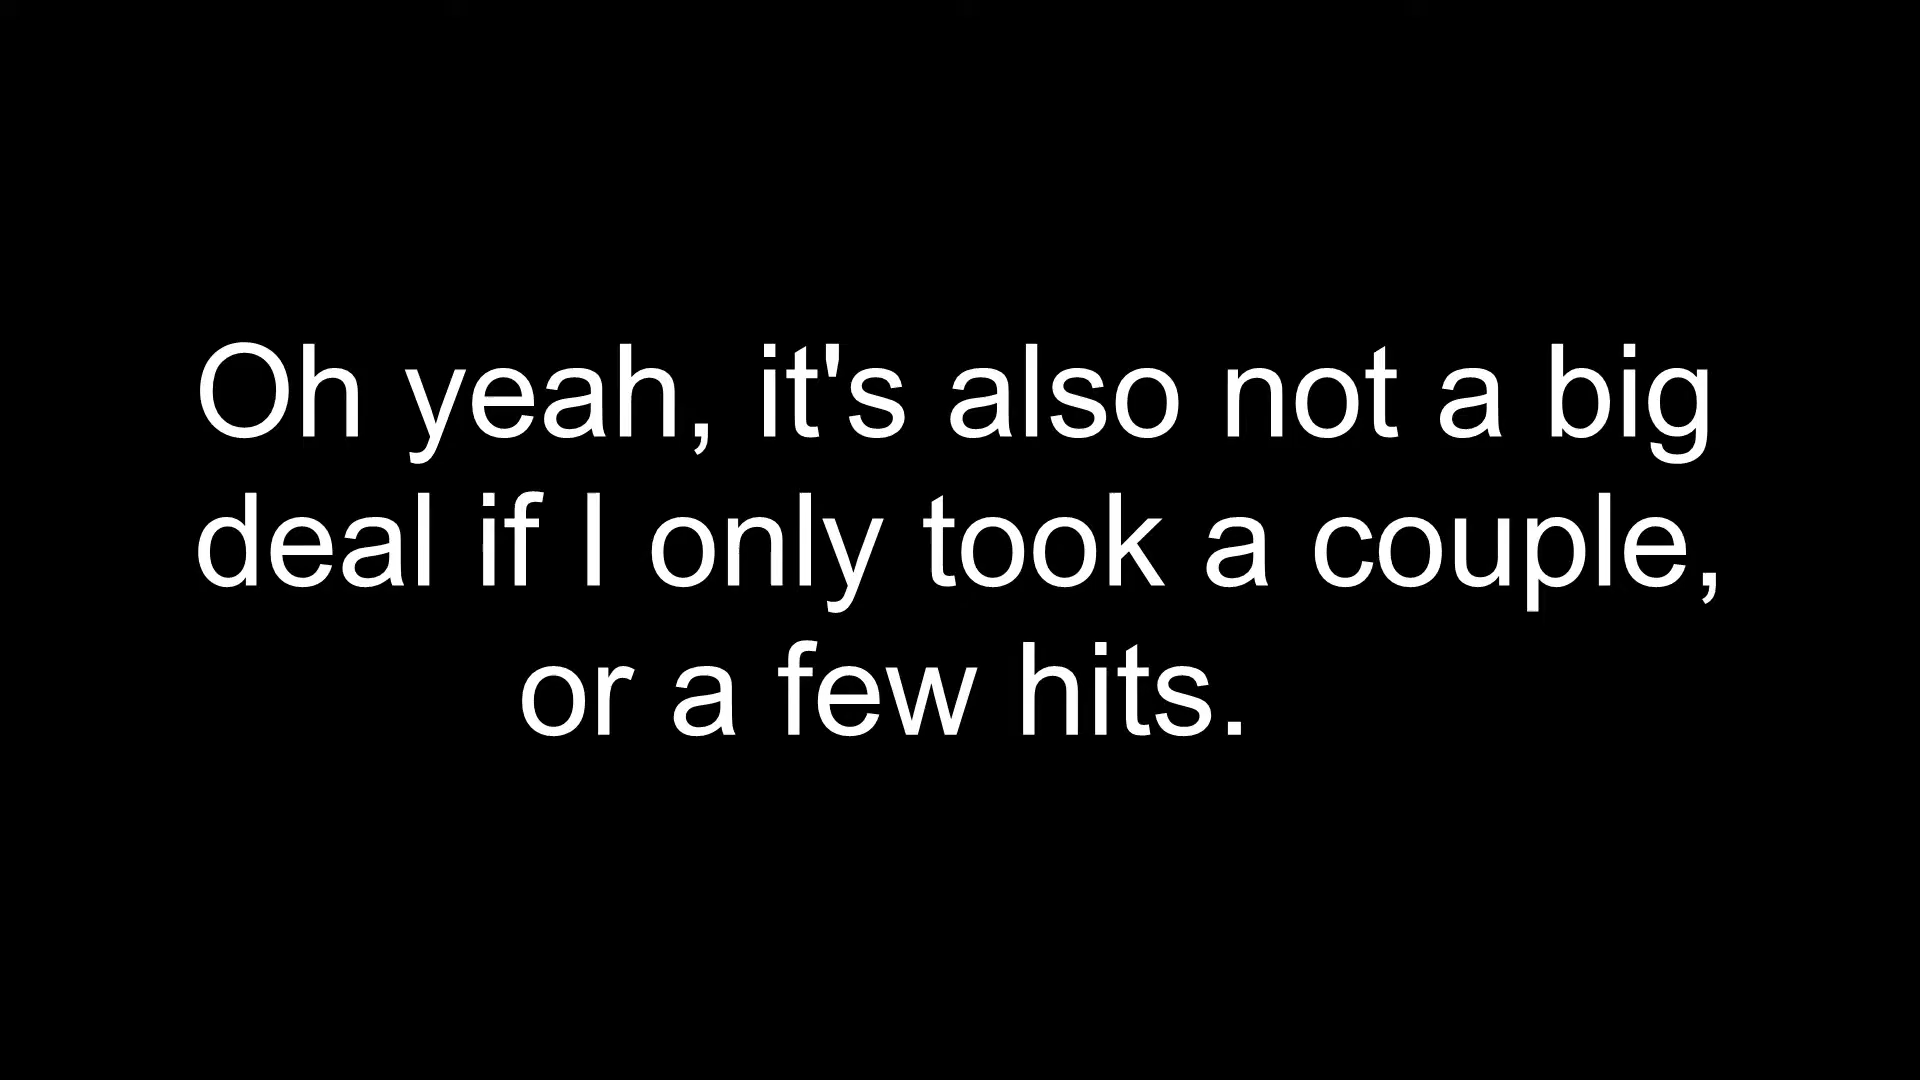 Oh yeah, it's also not a big
deal if I only took a couple,
or a few hits.